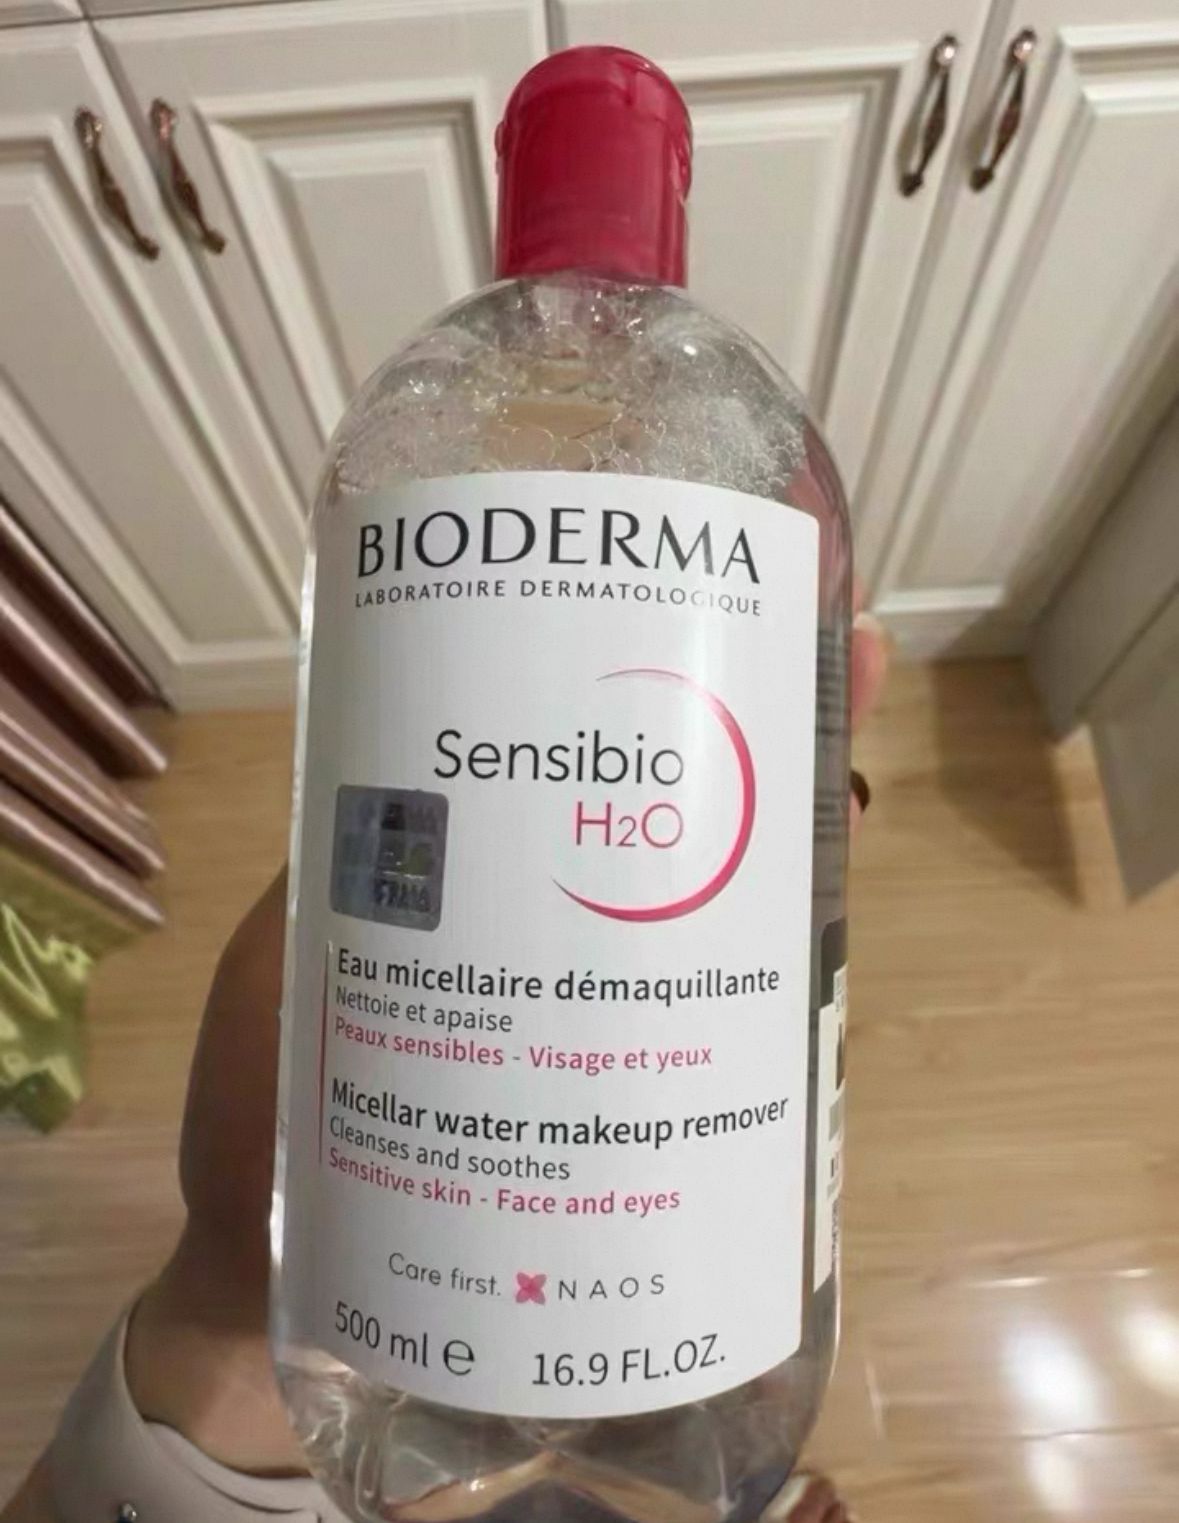 BIODERMA
LABORATOIRE DERMATOLOGIQUE
Sensibio
H2O
Eau micellaire démaquillante
Nettoie et apaise
Peaux sensibles - Visage et yeux
Micellar water makeup remover
Cleanses and soothes
Sensitive skin - Face and eyes
Care first. NAOS
500 ml ℮ 16.9 FL.OZ.